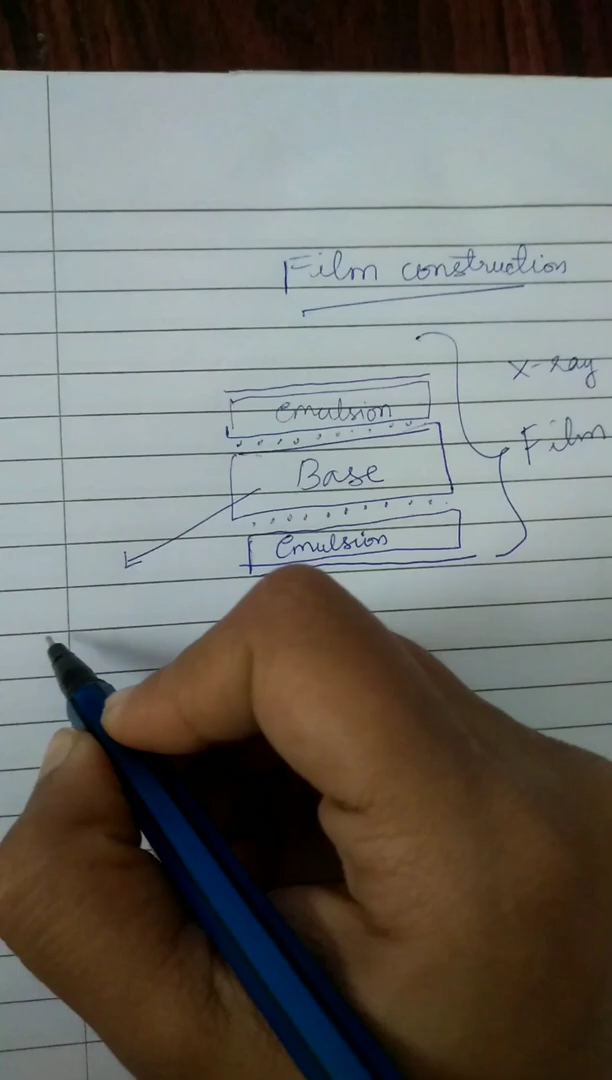 Film construction
X-ray
emulsion
Film
Base
Emulsion